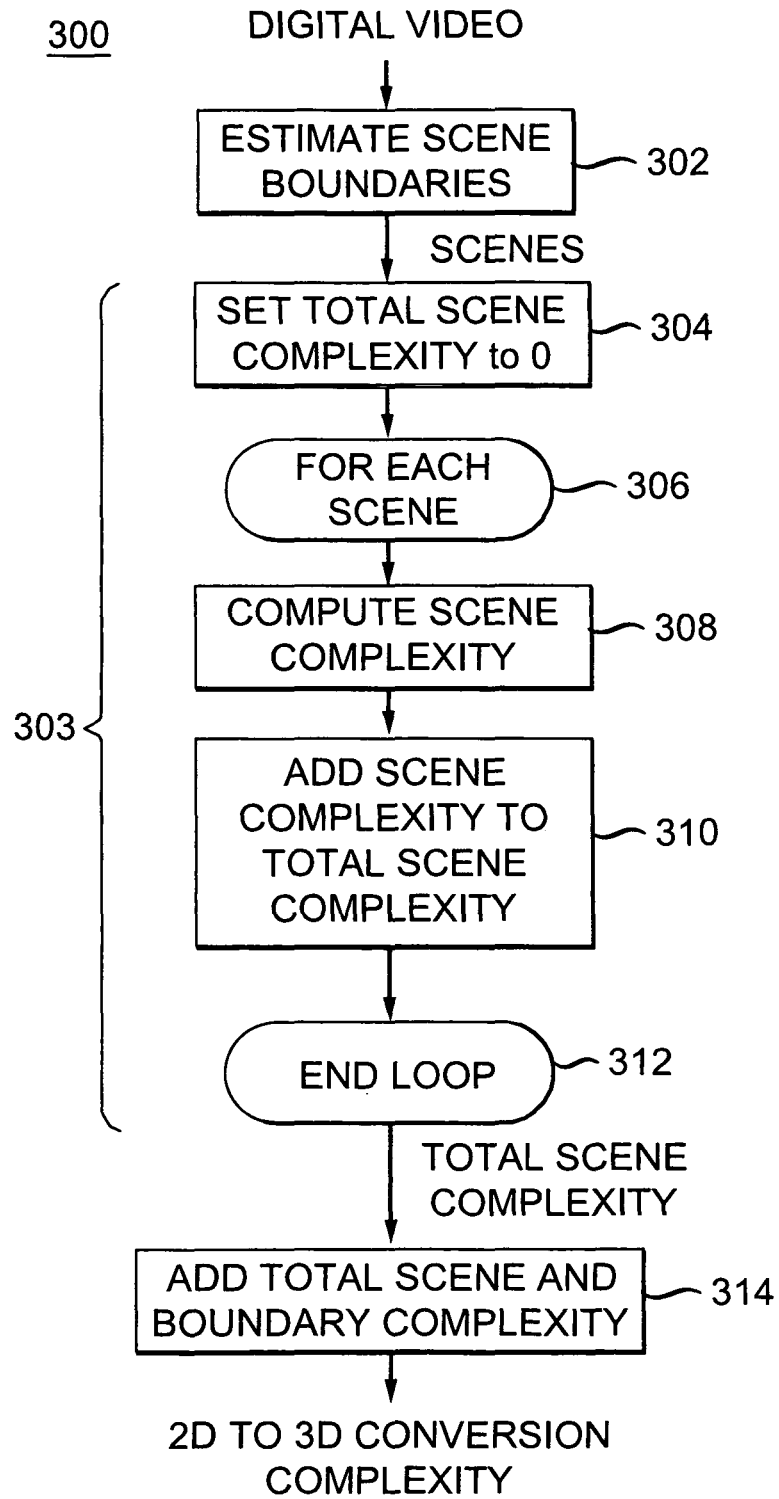 300
DIGITAL VIDEO
ESTIMATE SCENE
BOUNDARIES
302
SCENES
SET TOTAL SCENE
COMPLEXITY to 0
304
FOR EACH
SCENE
306
COMPUTE SCENE
COMPLEXITY
308
303
ADD SCENE
COMPLEXITY TO
TOTAL SCENE
COMPLEXITY
310
END LOOP
312
TOTAL SCENE
COMPLEXITY
ADD TOTAL SCENE AND
BOUNDARY COMPLEXITY
314
2D TO 3D CONVERSION
COMPLEXITY